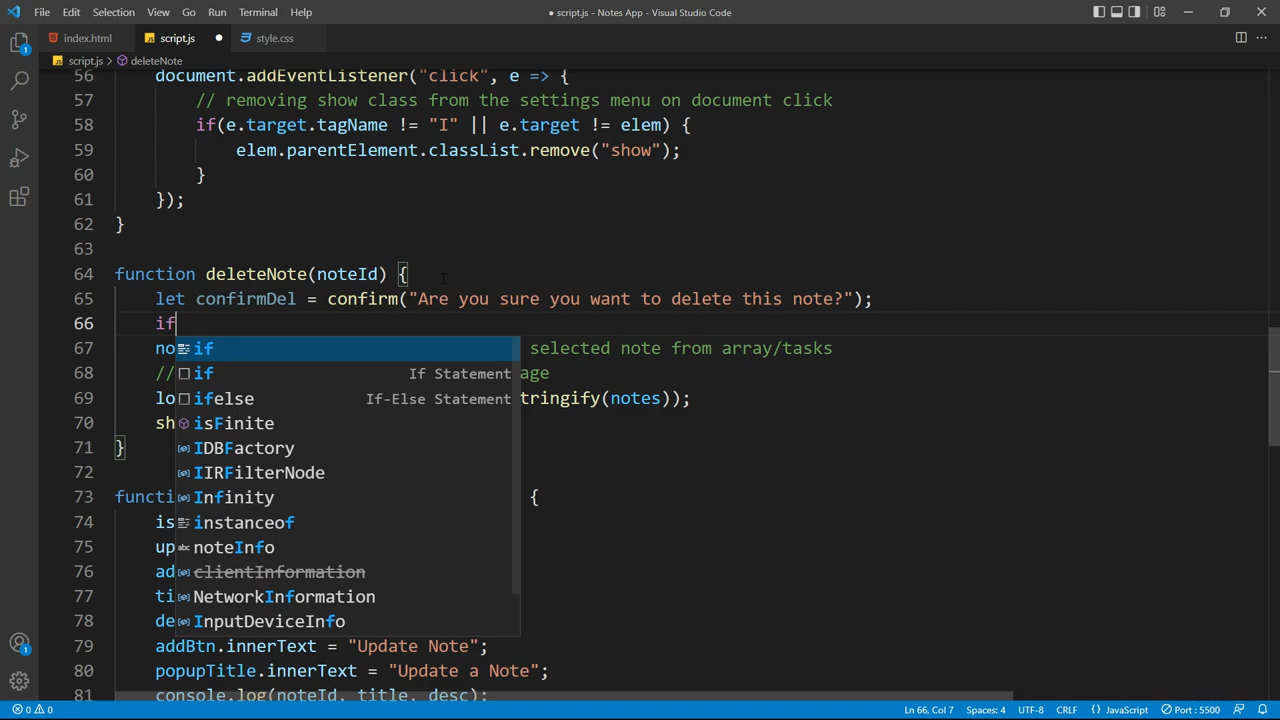 File Edit Selection View Go Run Terminal Help ● script.js - Notes App - Visual Studio Code
index.html script.js ● style.css
script.js > deleteNote
56 document.addEventListener("click", e => {
57 // removing show class from the settings menu on document click
58 if(e.target.tagName != "I" || e.target != elem) {
59 elem.parentElement.classList.remove("show");
60 }
61 });
62 }
63
64 function deleteNote(noteId) {
65 let confirmDel = confirm("Are you sure you want to delete this note?");
66 if
67 no if selected note from array/tasks
68 // if If Statement age
69 lo ifelse If-Else Statement tringify(notes));
70 sh isFinite
71 } IDBFactory
72 IIRFilterNode
73 functi Infinity {
74 is instanceof
75 up noteInfo
76 ad clientInformation
77 ti NetworkInformation
78 de InputDeviceInfo
79 addBtn.innerText = "Update Note";
80 popupTitle.innerText = "Update a Note";
81 console.log(noteId, title, desc);
0 0 Ln 66, Col 7 Spaces: 4 UTF-8 CRLF {} JavaScript Port : 5500